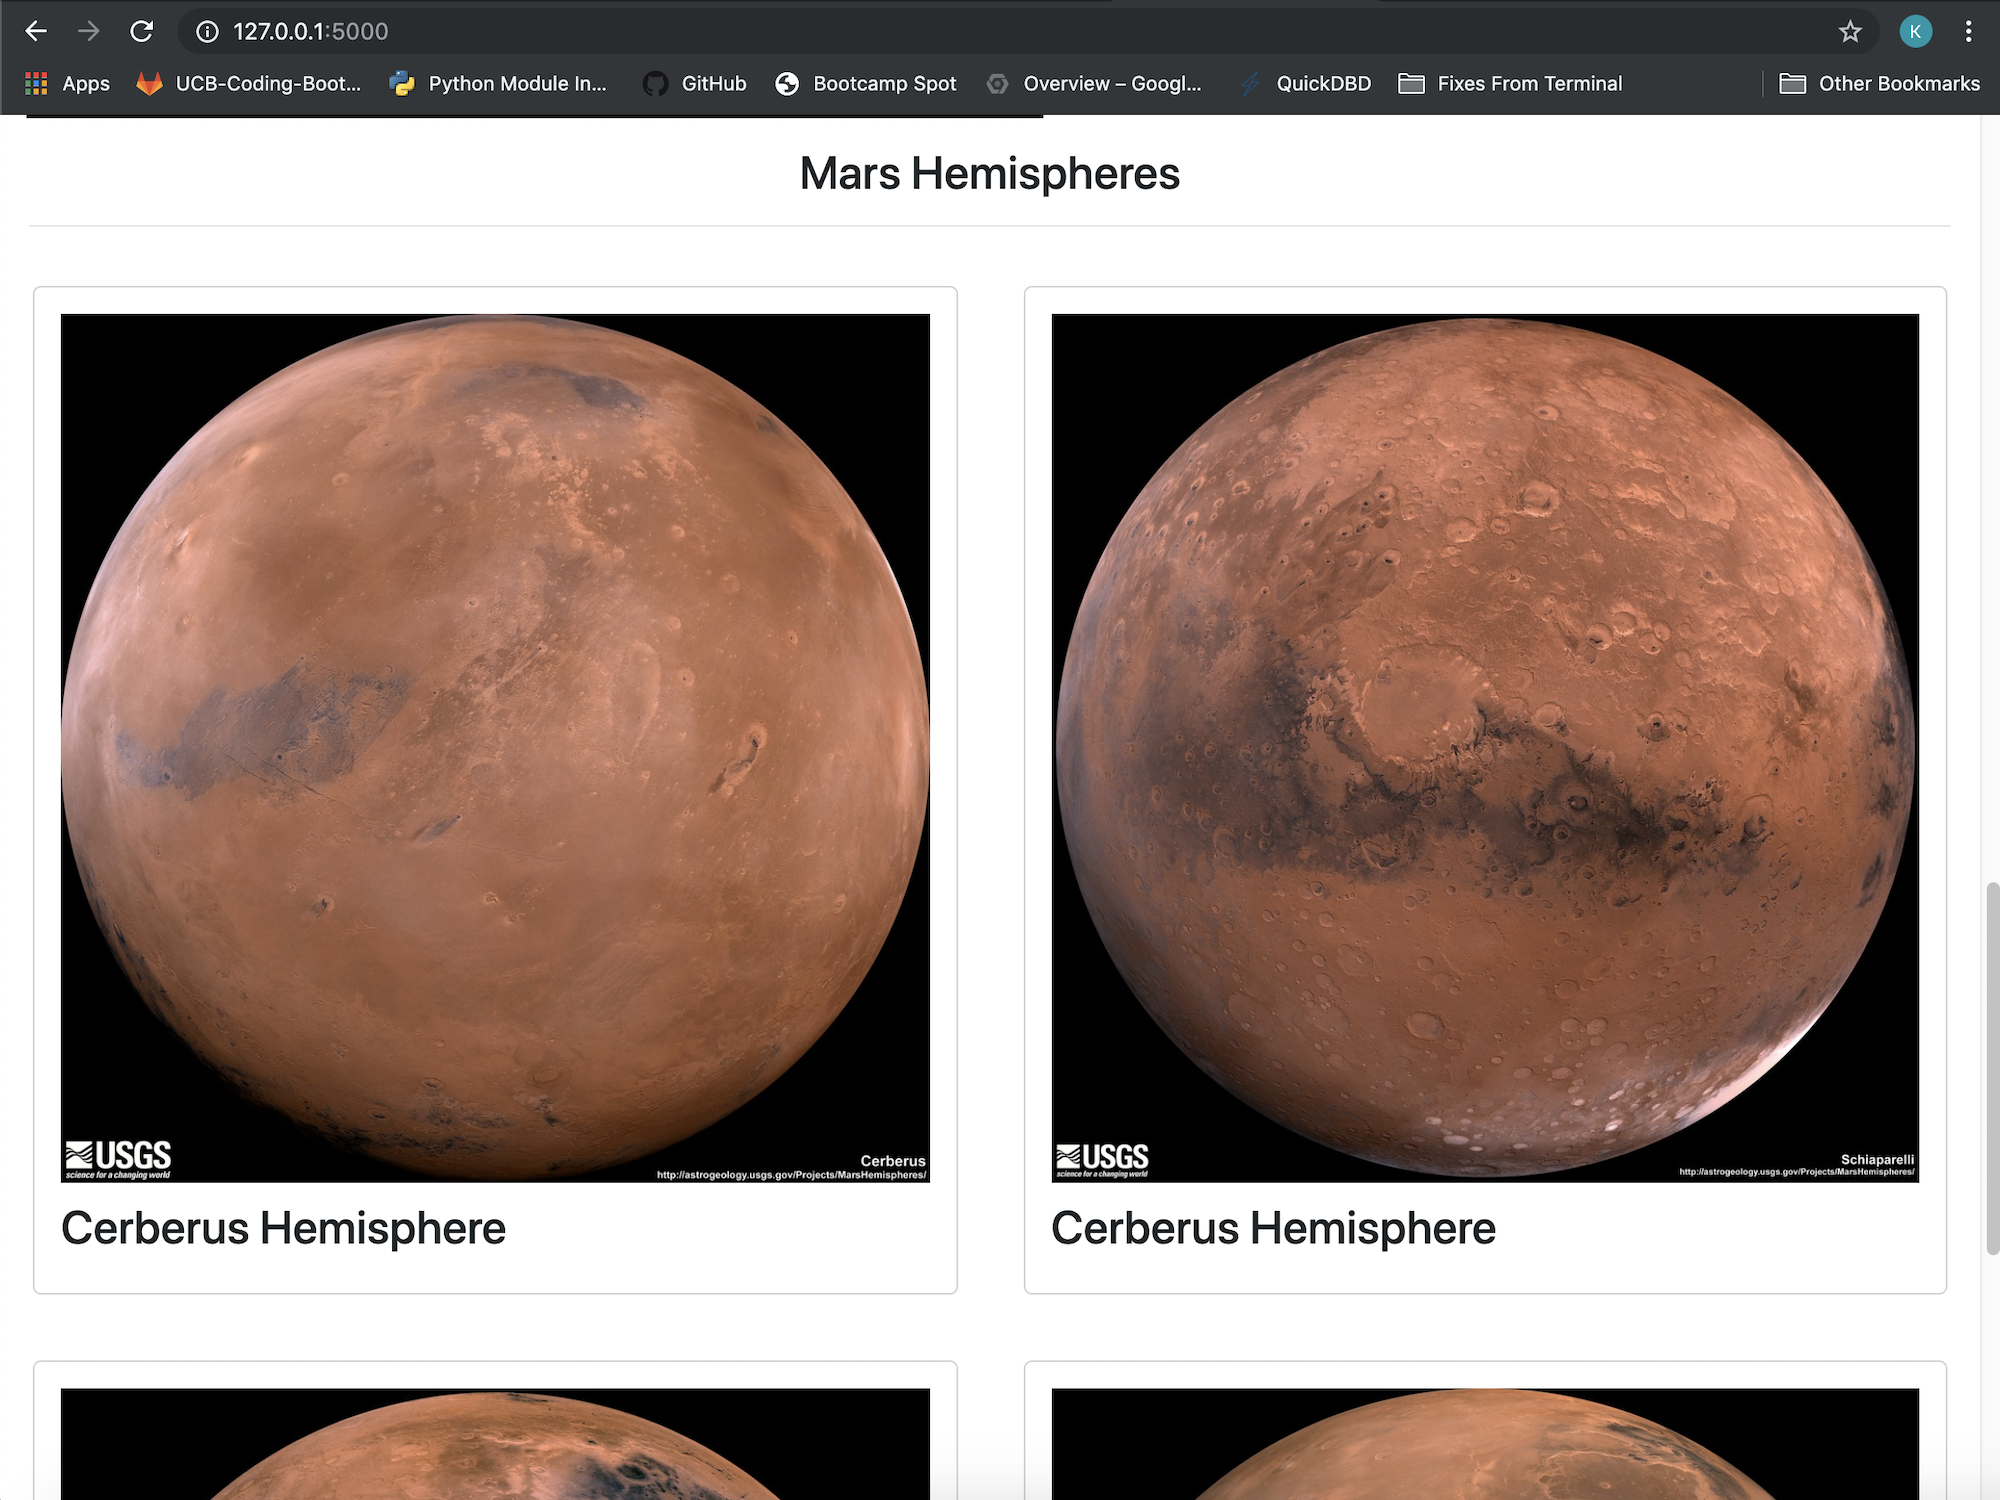 127.0.0.1:5000
K
Apps
UCB-Coding-Boot...
Python Module In...
GitHub
Bootcamp Spot
Overview – Googl...
QuickDBD
Fixes From Terminal
Other Bookmarks
Mars Hemispheres
USGS
science for a changing world
Cerberus
http://astrogeology.usgs.gov/Projects/MarsHemispheres/
Cerberus Hemisphere
USGS
science for a changing world
Schiaparelli
http://astrogeology.usgs.gov/Projects/MarsHemispheres/
Cerberus Hemisphere